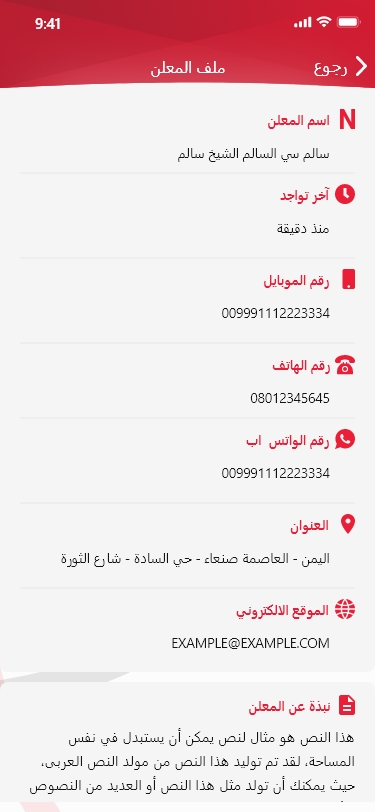 9:41
رجوع
ملف المعلن
اسم المعلن
سالم سي السالم الشيخ سالم
آخر تواجد
منذ دقيقة
رقم الموبايل
009991112223334
رقم الهاتف
08012345645
رقم الواتس اب
009991112223334
العنوان
اليمن - العاصمة صنعاء - حي السادة - شارع الثورة
الموقع الالكتروني
EXAMPLE@EXAMPLE.COM
نبذة عن المعلن
هذا النص هو مثال لنص يمكن أن يستبدل في نفس
المساحة، لقد تم توليد هذا النص من مولد النص العربى،
حيث يمكنك أن تولد مثل هذا النص أو العديد من النصوص